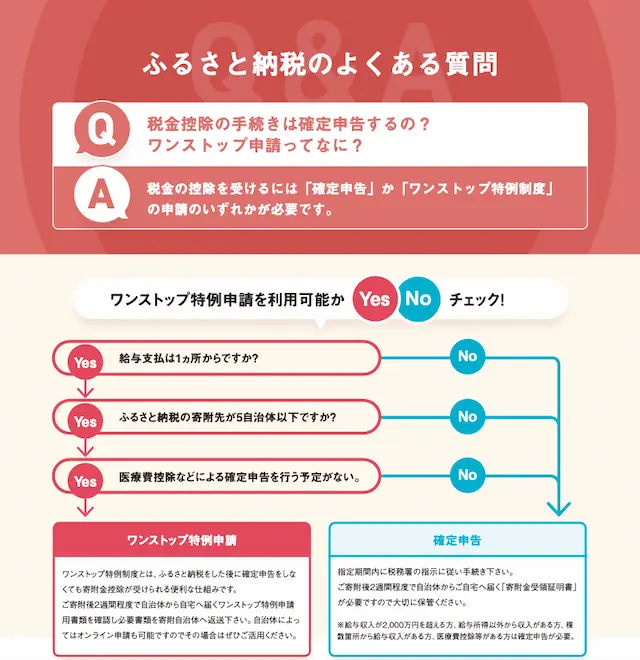 Q&A
ふるさと納税のよくある質問
Q
税金控除の手続きは確定申告するの？
ワンストップ申請ってなに？
A
税金の控除を受けるには「確定申告」か「ワンストップ特例制度」
の申請のいずれかが必要です。
ワンストップ特例申請を利用可能か Yes No チェック!
Yes 給与支払は1ヵ所からですか? No
Yes ふるさと納税の寄附先が5自治体以下ですか? No
Yes 医療費控除などによる確定申告を行う予定がない。 No
ワンストップ特例申請
ワンストップ特例制度とは、ふるさと納税をした後に確定申告をしな
くても寄附金控除が受けられる便利な仕組みです。
ご寄附後2週間程度で自治体から自宅へ届くワンストップ特例申請
用書類を確認し必要書類を寄附自治体へ返送下さい。自治体によっ
てはオンライン申請も可能ですのでその場合はぜひご活用ください。
確定申告
指定期間内に税務署の指示に従い手続き下さい。
ご寄附後2週間程度で自治体からご自宅へ届く「寄附金受領証明書」
が必要ですので大切に保管ください。
※給与収入が2,000万円を超える方、給与所得以外から収入がある方、複
数箇所から給与収入がある方、医療費控除等がある方は確定申告が必要。